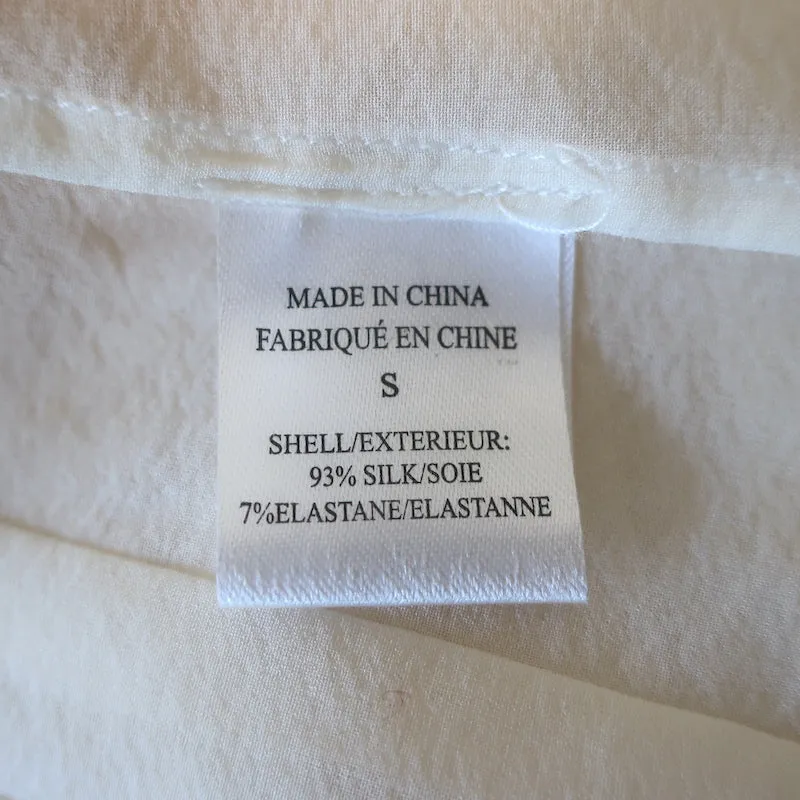 MADE IN CHINA
FABRIQUÉ EN CHINE
S
SHELL/EXTERIEUR:
93% SILK/SOIE
7%ELASTANE/ELASTANNE